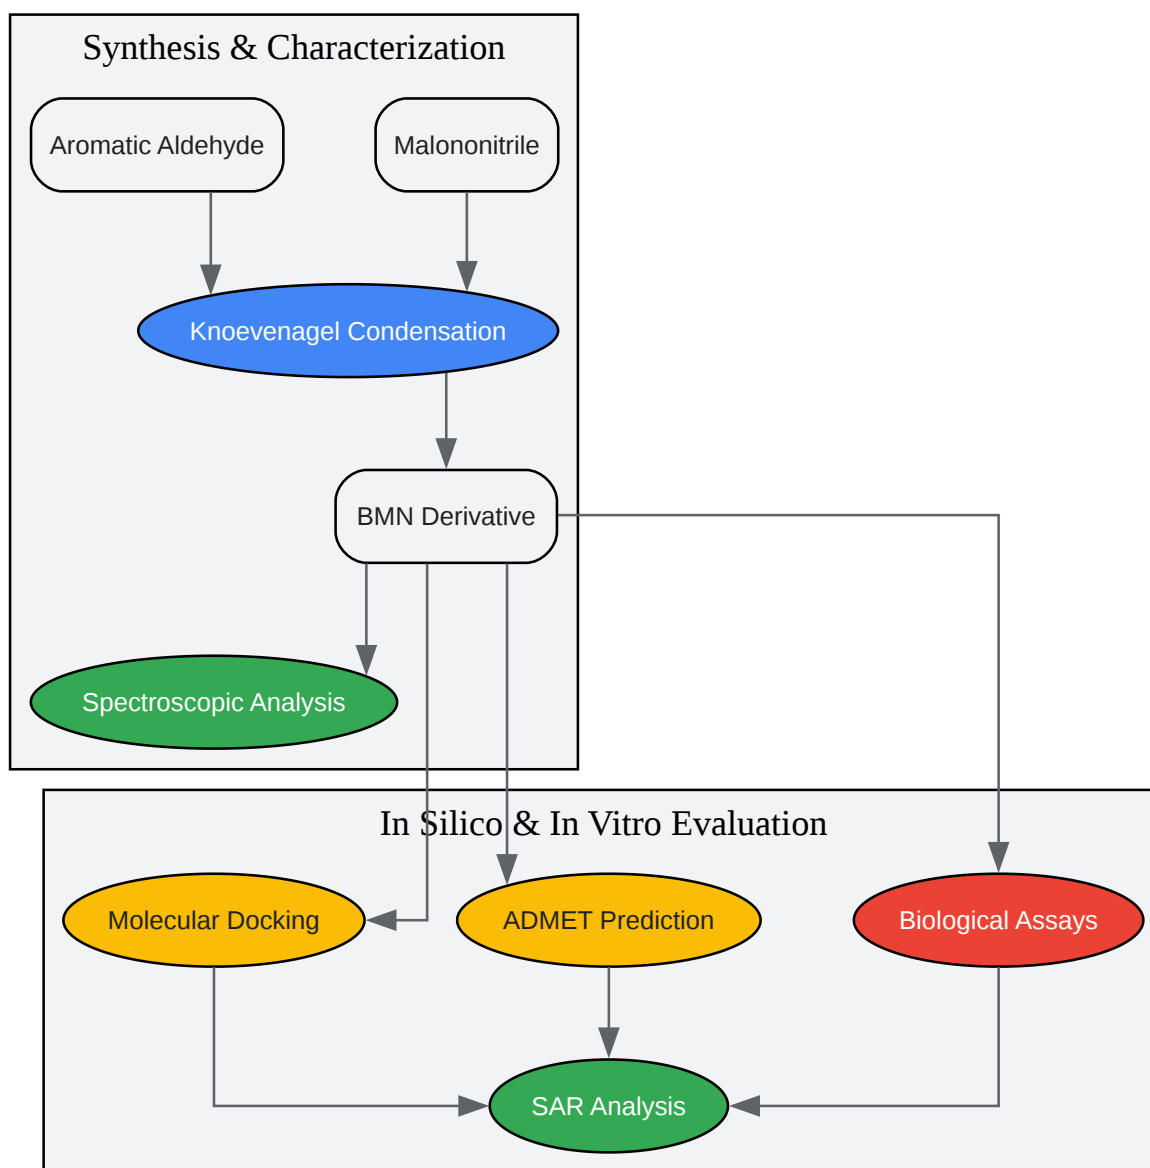 Synthesis & Characterization
Aromatic Aldehyde
Malononitrile
Knoevenagel Condensation
BMN Derivative
Spectroscopic Analysis
In Silico & In Vitro Evaluation
Molecular Docking
ADMET Prediction
Biological Assays
SAR Analysis